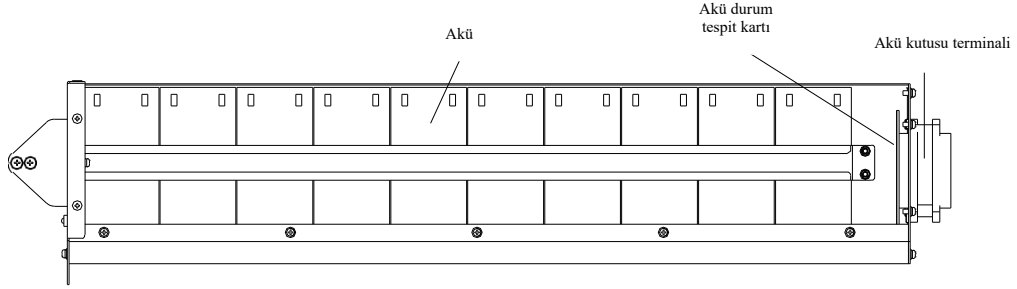 Akü
Akü durum
tespit kartı
Akü kutusu terminali